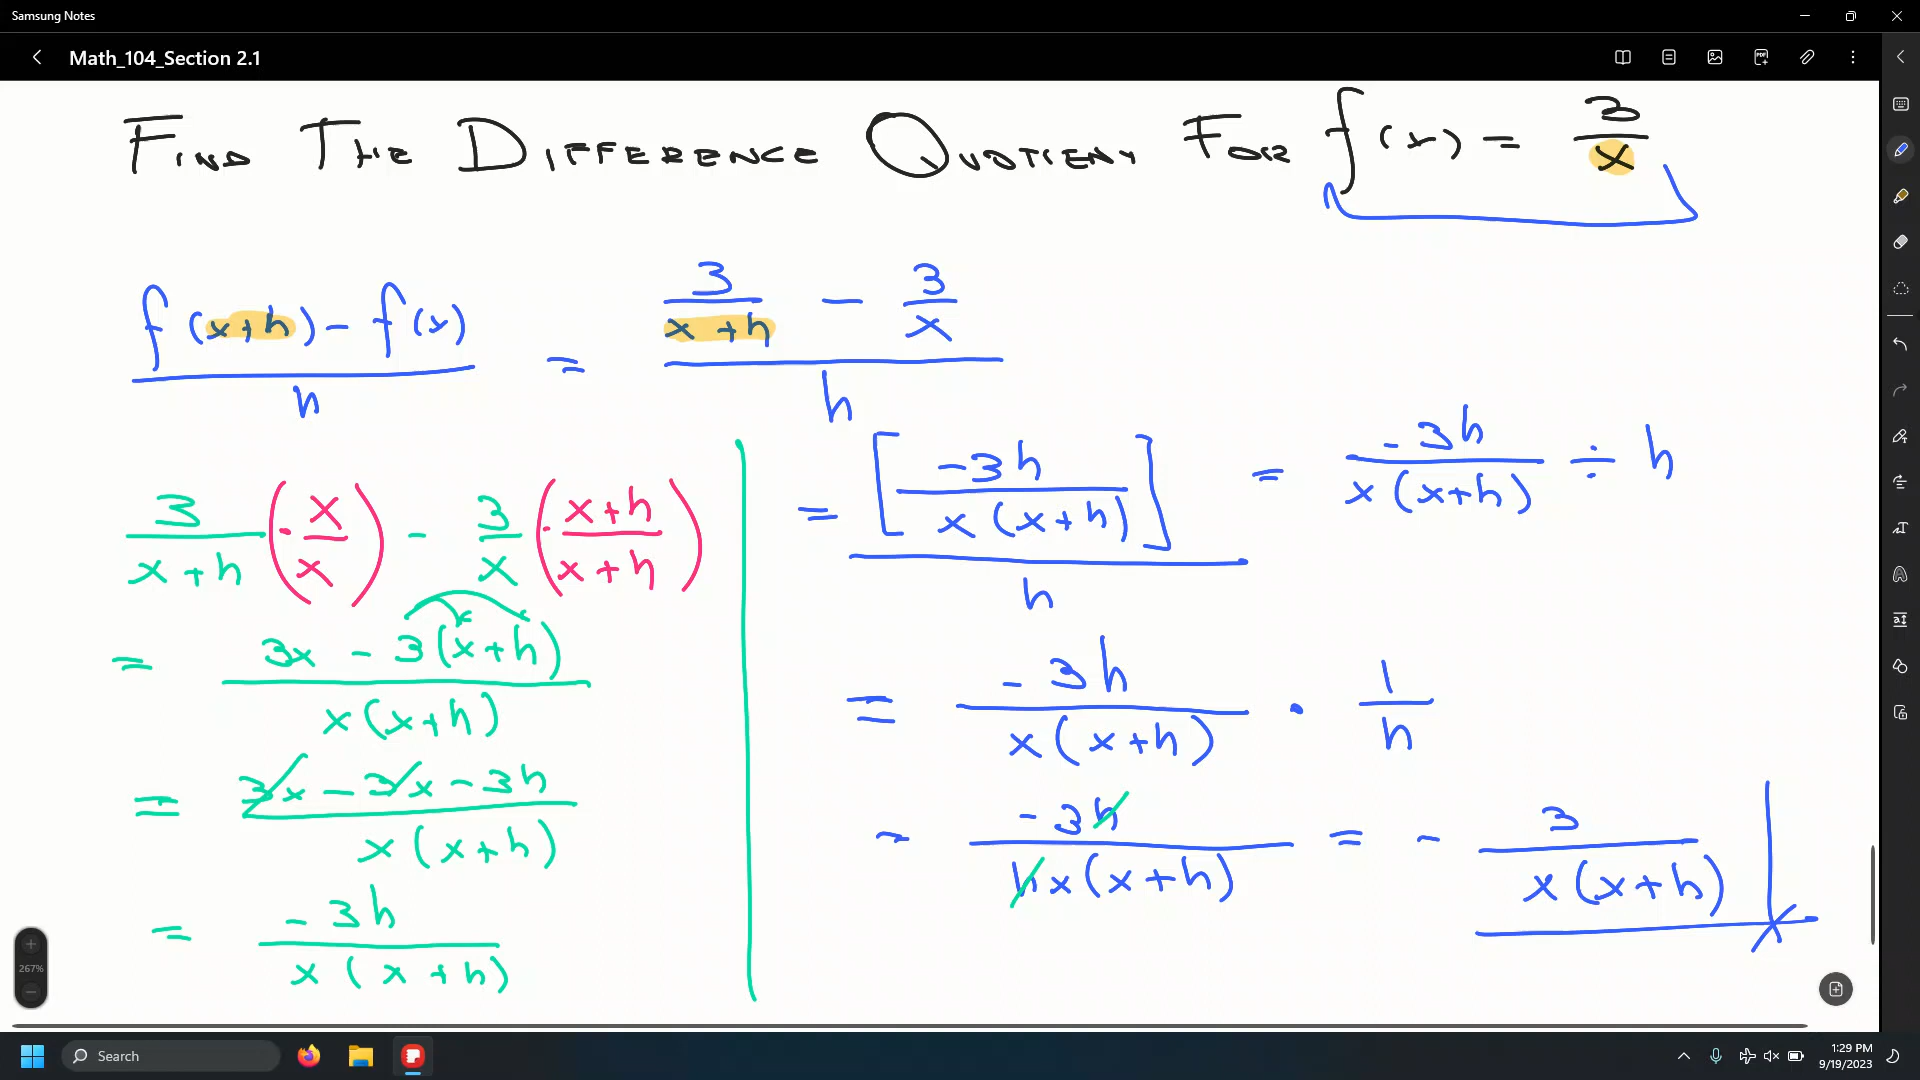 Samsung Notes
Math_104_Section 2.1
FIND THE DIFFERENCE QUOTIENT FOR f(x) = 3/x
(f(x+h) - f(x))/h = (3/(x+h) - 3/x)/h
3/(x+h) (· x/x) - 3/x (· (x+h)/(x+h))
= (3x - 3(x+h))/(x(x+h))
= (3x - 3x - 3h)/(x(x+h))
= -3h/(x(x+h))
= [-3h/(x(x+h))]/h = -3h/(x(x+h)) ÷ h
= -3h/(x(x+h)) · 1/h
= -3h/(hx(x+h)) = - 3/(x(x+h))
267%
Search
1:29 PM
9/19/2023